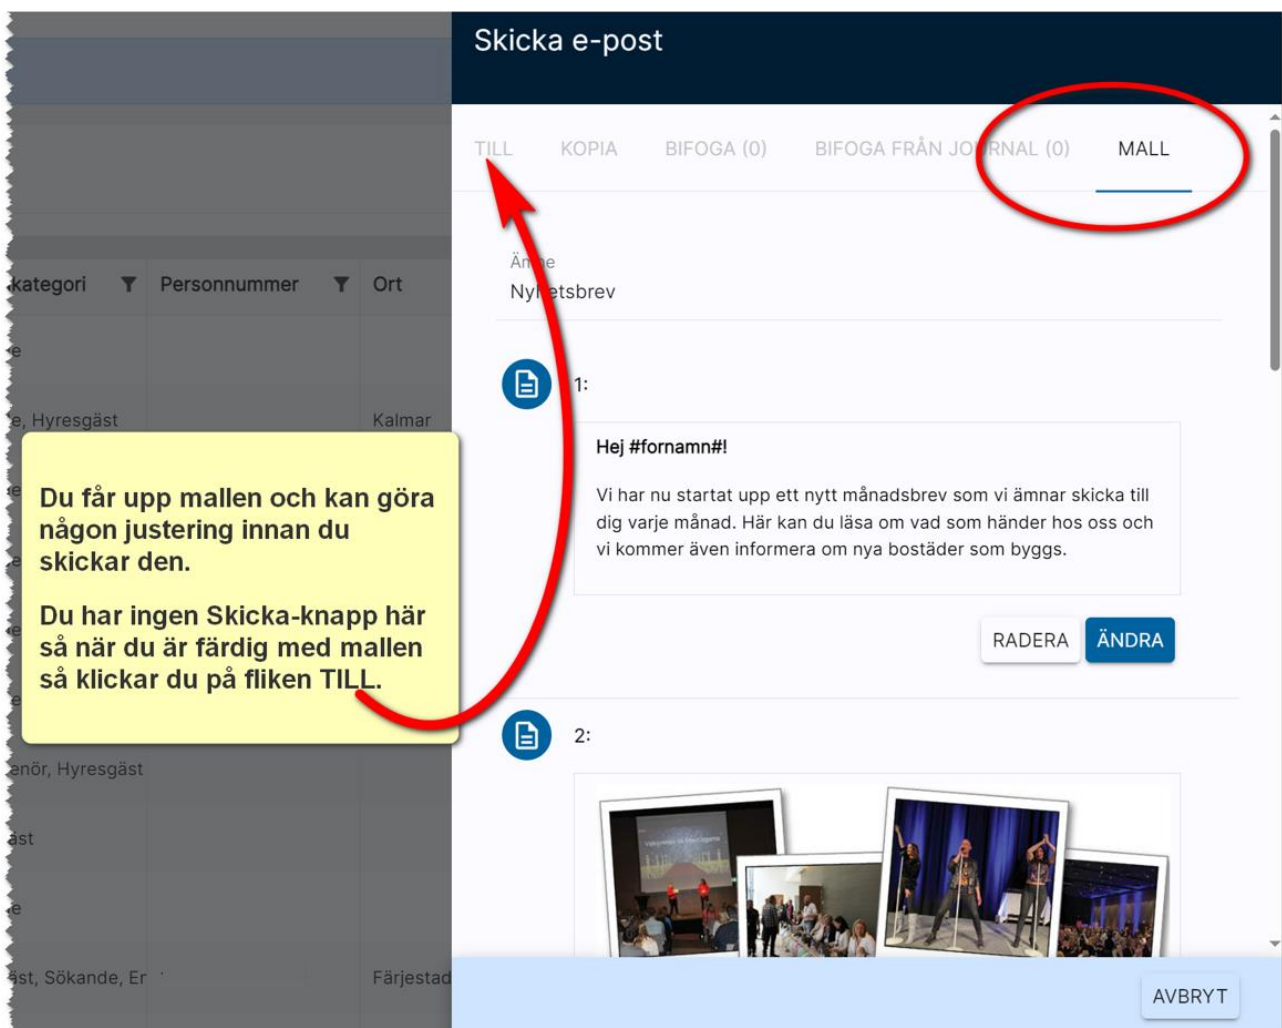 Skicka e-post
TILL KOPIA BIFOGA (0) BIFOGA FRÅN JOURNAL (0) MALL
Ämne
Nyhetsbrev
kategori Personnummer Ort
e
1:
e, Hyresgäst Kalmar
Hej #fornamn#!
Vi har nu startat upp ett nytt månadsbrev som vi ämnar skicka till
dig varje månad. Här kan du läsa om vad som händer hos oss och
vi kommer även informera om nya bostäder som byggs.
RADERA ÄNDRA
Du får upp mallen och kan göra
någon justering innan du
skickar den.
Du har ingen Skicka-knapp här
så när du är färdig med mallen
så klickar du på fliken TILL.
2:
enör, Hyresgäst
äst
e
äst, Sökande, Er Färjestad
AVBRYT